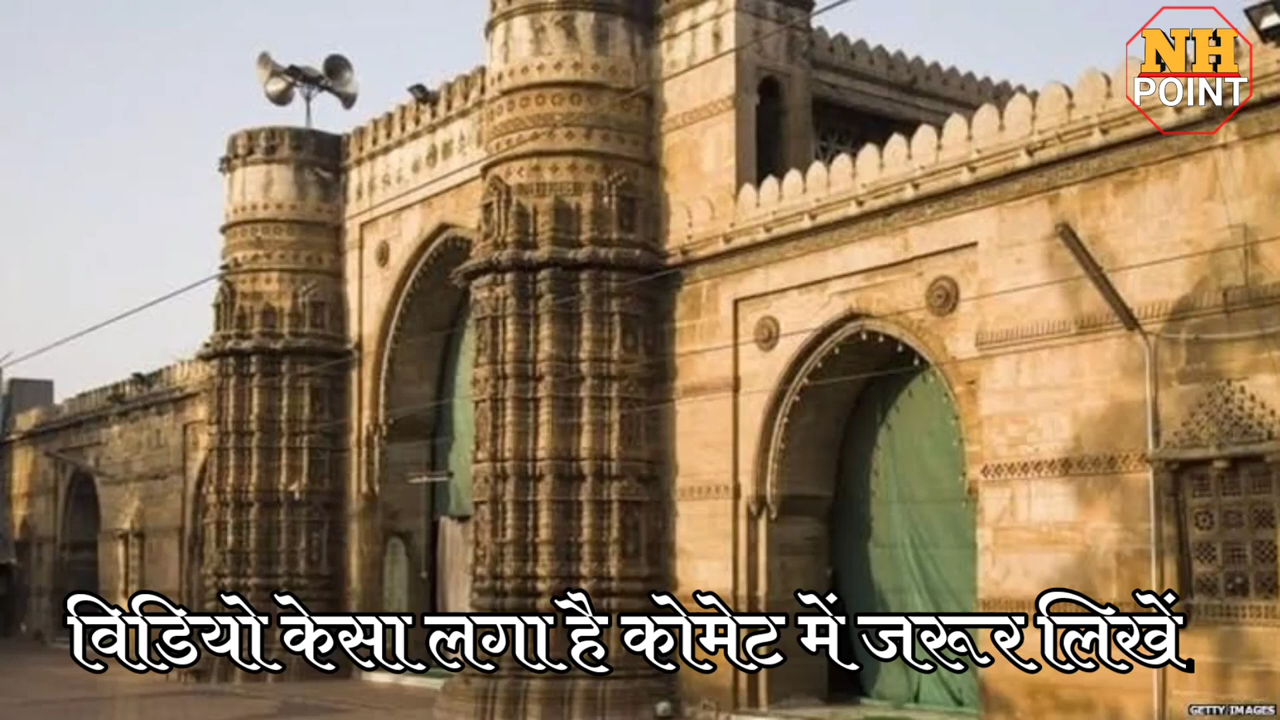 NH
POINT
विडियो केसा लगा है कोमेट में जरूर लिखें
GETTY IMAGES